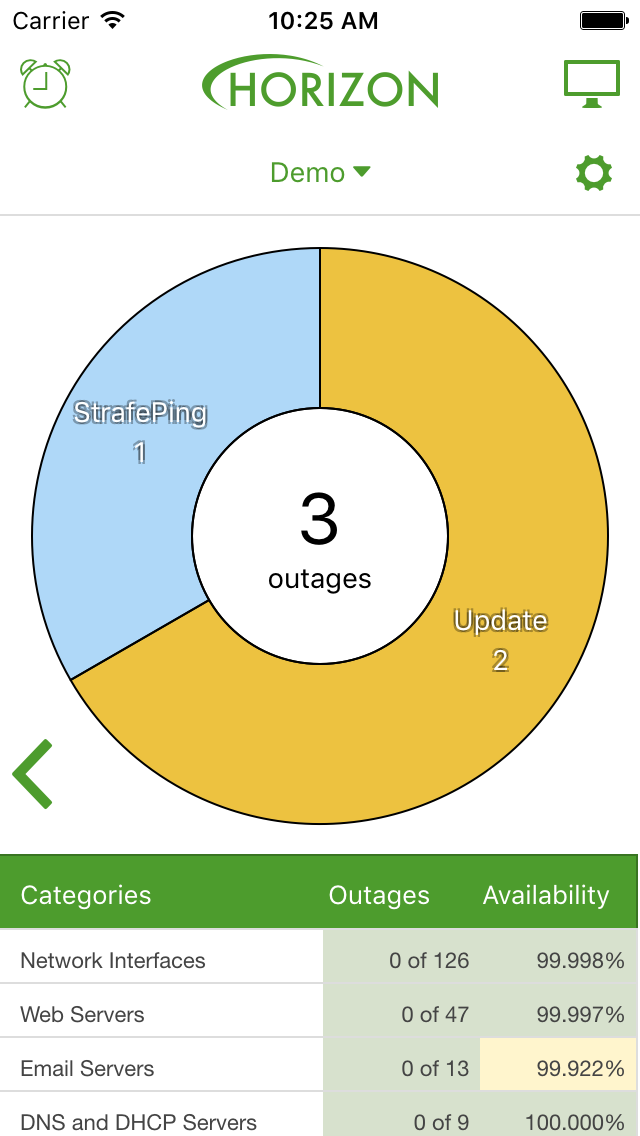 Carrier 10:25 AM
HORIZON
Demo
StrafePing
1
3
outages
Update
2
Categories Outages Availability
Network Interfaces 0 of 126 99.998%
Web Servers 0 of 47 99.997%
Email Servers 0 of 13 99.922%
DNS and DHCP Servers 0 of 9 100.000%